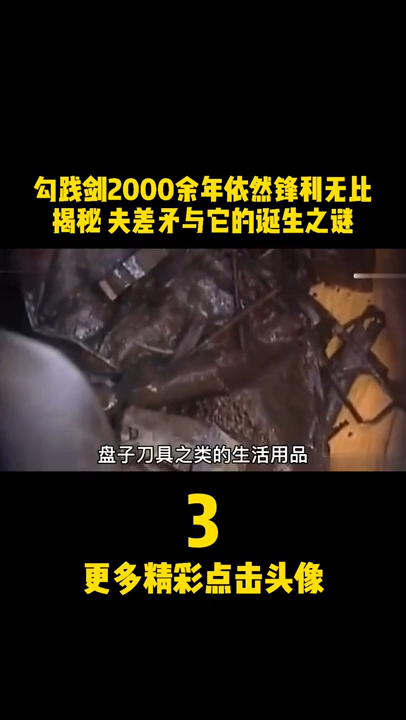 勾践剑2000余年依然锋利无比
揭秘 夫差矛与它的诞生之谜
盘子刀具之类的生活用品
3
更多精彩点击头像